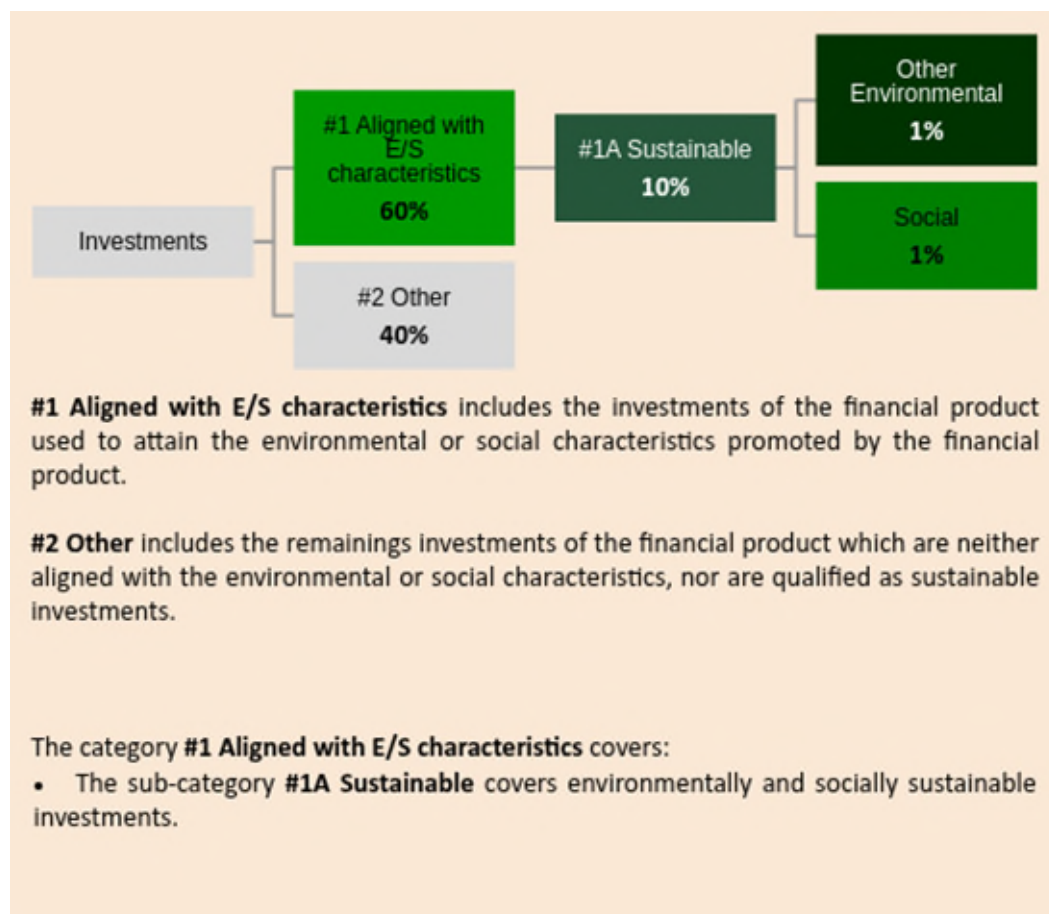 Other
Environmental
1%
#1 Aligned with
E/S
characteristics
60%
#1A Sustainable
10%
Social
1%
Investments
#2 Other
40%
#1 Aligned with E/S characteristics includes the investments of the financial product
used to attain the environmental or social characteristics promoted by the financial
product.
#2 Other includes the remainings investments of the financial product which are neither
aligned with the environmental or social characteristics, nor are qualified as sustainable
investments.
The category #1 Aligned with E/S characteristics covers:
• The sub-category #1A Sustainable covers environmentally and socially sustainable
investments.